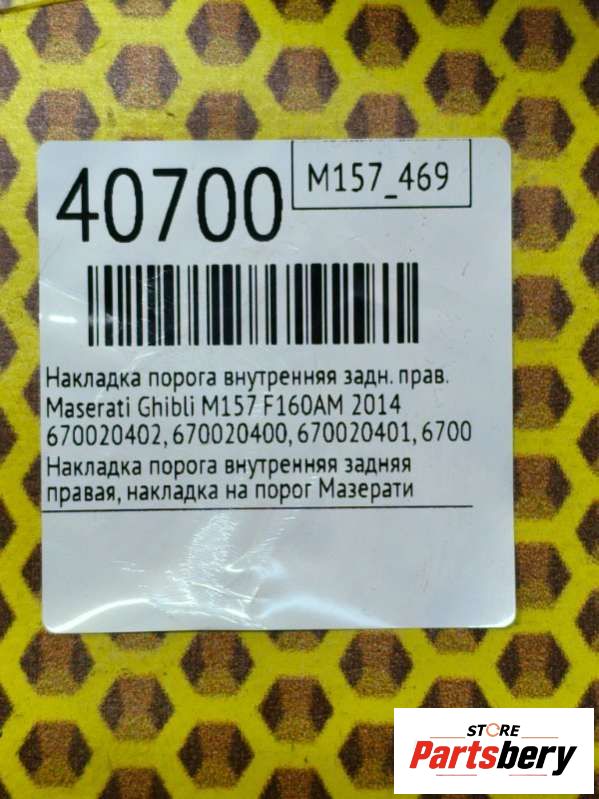 40700
M157_469
Накладка порога внутренняя задн. прав.
Maserati Ghibli M157 F160AM 2014
670020402, 670020400, 670020401, 6700
Накладка порога внутренняя задняя
правая, накладка на порог Мазерати
STORE
Partsbery